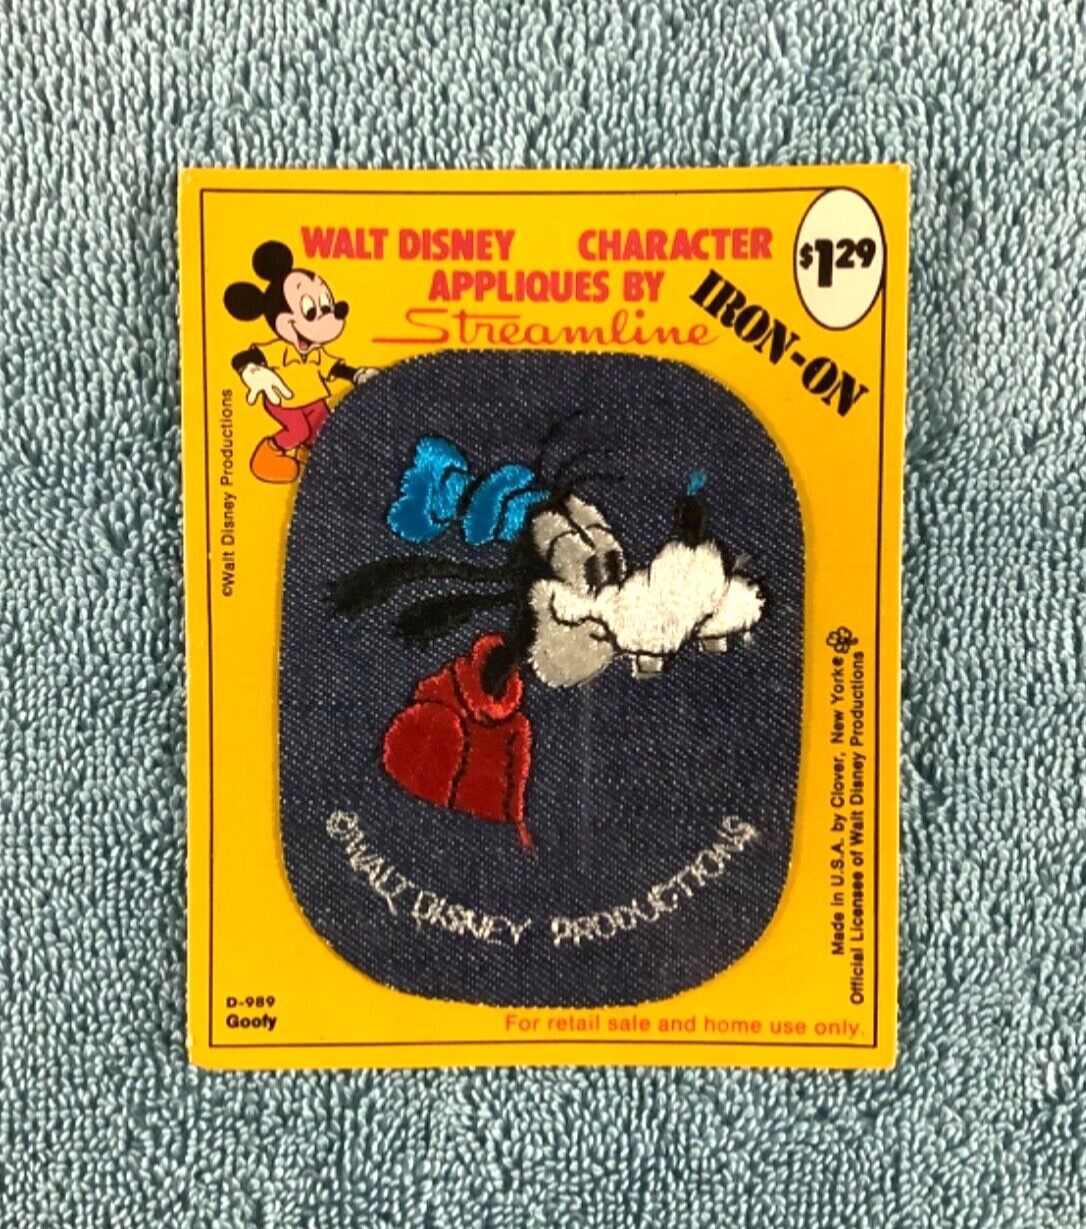 WALT DISNEY CHARACTER
APPLIQUES BY
Streamline
IRON-ON
$1.29
©Walt Disney Productions
©WALT DISNEY PRODUCTIONS
Made in U.S.A. by Clover, New York
Official Licensee of Walt Disney Productions
D-989
Goofy
For retail sale and home use only.